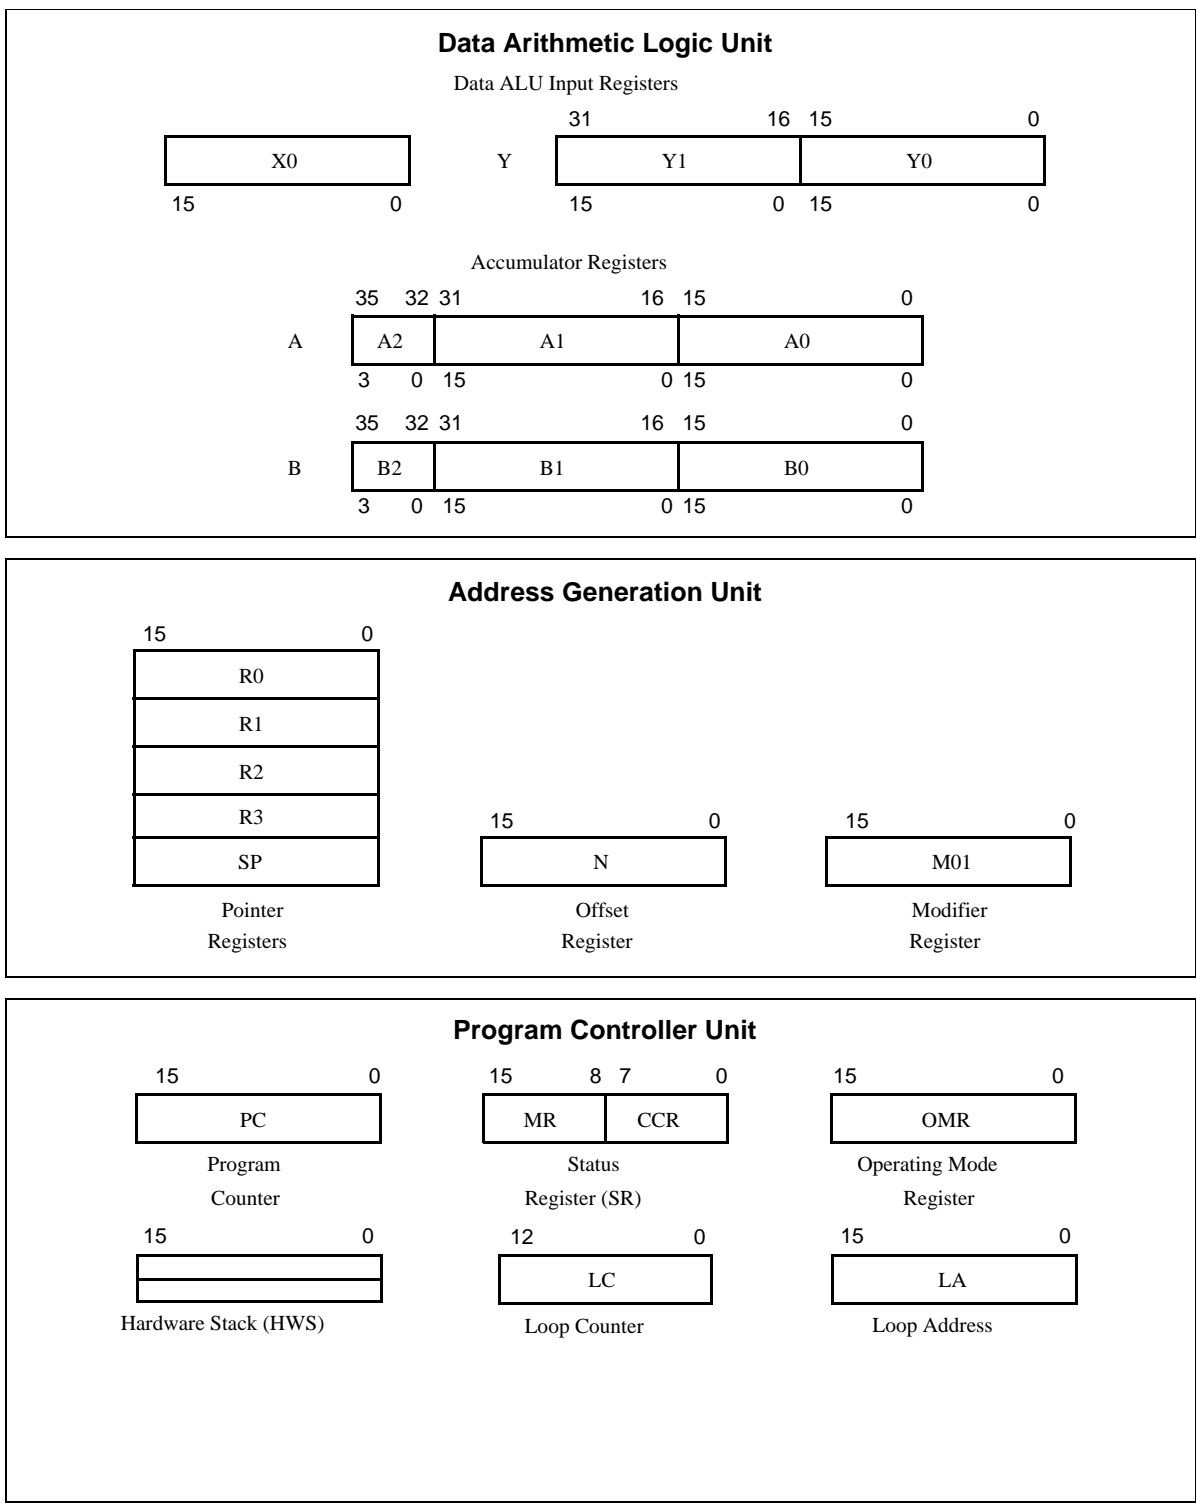 Data Arithmetic Logic Unit
Data ALU Input Registers
31 16 15 0
X0 Y Y1 Y0
15 0 15 0 15 0
Accumulator Registers
35 32 31 16 15 0
A A2 A1 A0
3 0 15 0 15 0
35 32 31 16 15 0
B B2 B1 B0
3 0 15 0 15 0
Address Generation Unit
15 0
R0
R1
R2
R3
15 0 15 0
SP N M01
Pointer Offset Modifier
Registers Register Register
Program Controller Unit
15 0 15 8 7 0 15 0
PC MR CCR OMR
Program Status Operating Mode
Counter Register (SR) Register
15 0 12 0 15 0
LC LA
Hardware Stack (HWS) Loop Counter Loop Address